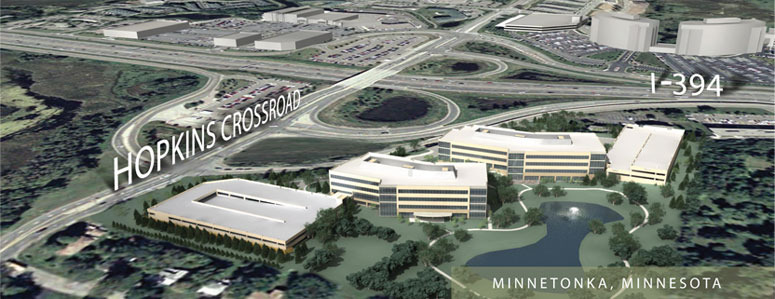 I-394
HOPKINS CROSSROAD
MINNETONKA, MINNESOTA